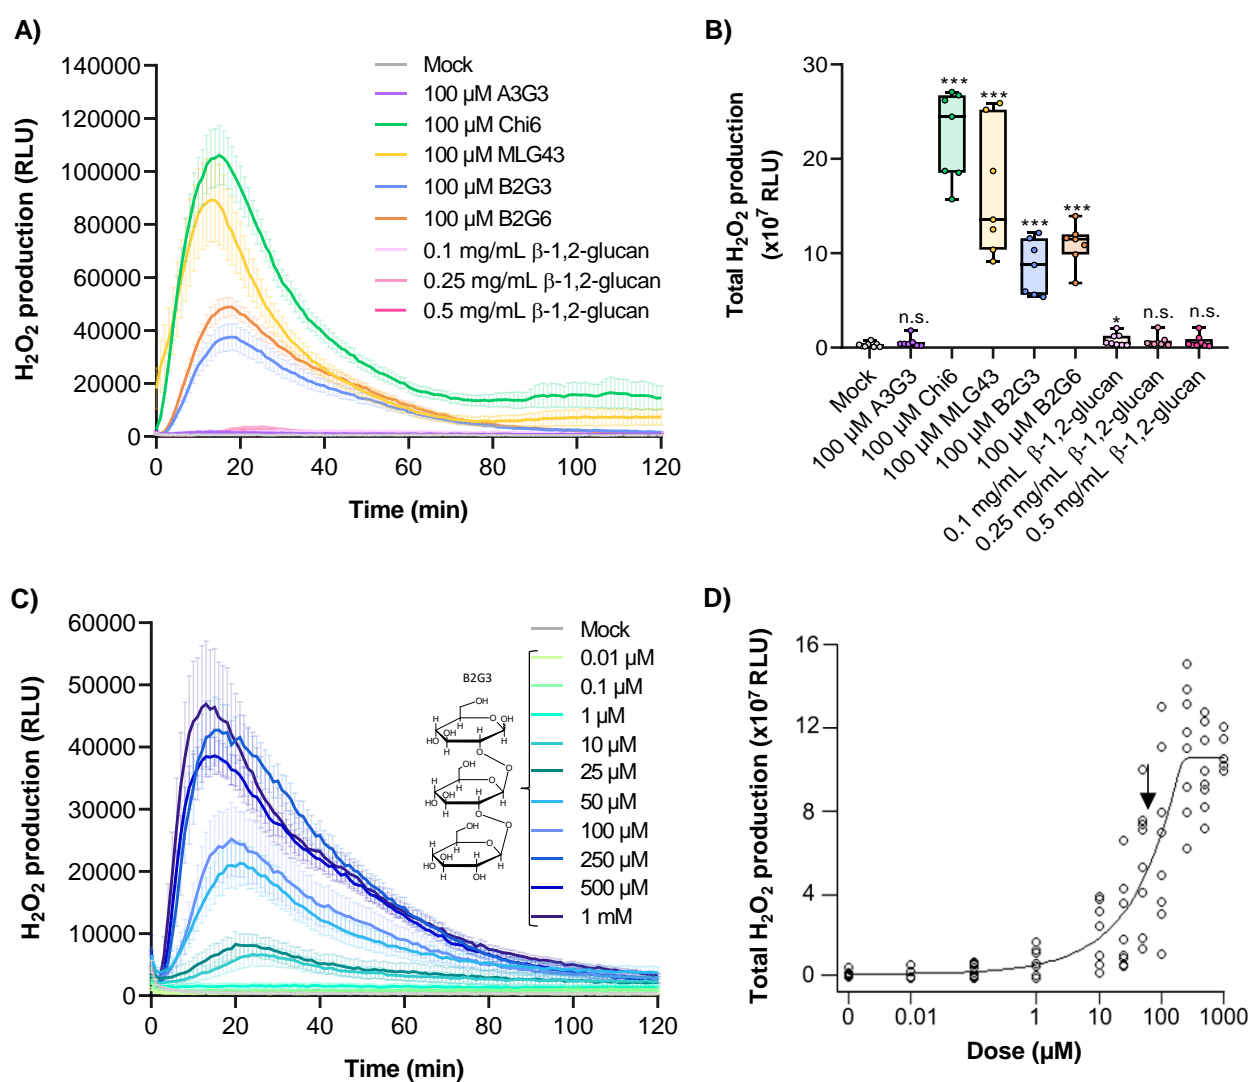 A)
H₂O₂ production (RLU)
140000
120000
100000
80000
60000
40000
20000
0
0 20 40 60 80 100 120
Time (min)
Mock
100 µM A3G3
100 µM Chi6
100 µM MLG43
100 µM B2G3
100 µM B2G6
0.1 mg/mL β-1,2-glucan
0.25 mg/mL β-1,2-glucan
0.5 mg/mL β-1,2-glucan
B)
Total H₂O₂ production
(x10⁷ RLU)
30
20
10
0
n.s.
***
***
***
***
*
n.s.
n.s.
Mock
100 µM A3G3
100 µM Chi6
100 µM MLG43
100 µM B2G3
100 µM B2G6
0.1 mg/mL β-1,2-glucan
0.25 mg/mL β-1,2-glucan
0.5 mg/mL β-1,2-glucan
C)
H₂O₂ production (RLU)
60000
50000
40000
30000
20000
10000
0
0 20 40 60 80 100 120
Time (min)
B2G3
Mock
0.01 µM
0.1 µM
1 µM
10 µM
25 µM
50 µM
100 µM
250 µM
500 µM
1 mM
D)
Total H₂O₂ production (x10⁷ RLU)
16
12
8
4
0
0 0.01 1 10 100 1000
Dose (µM)